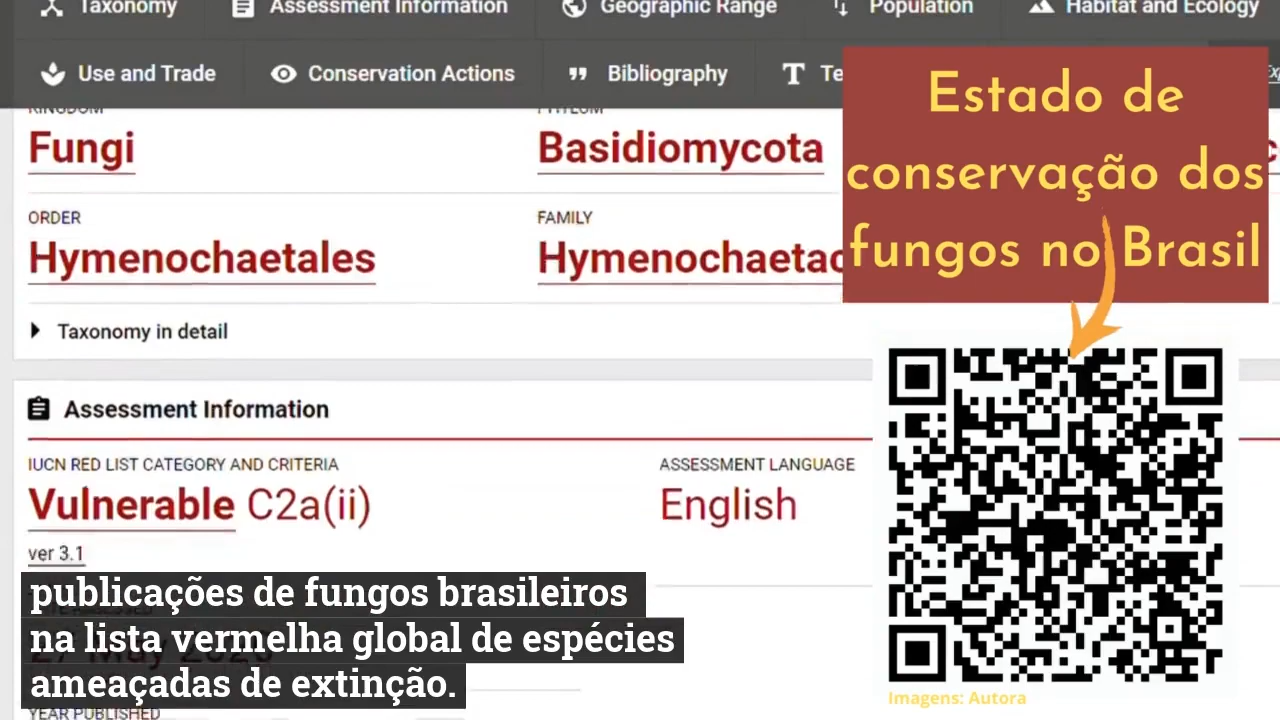 Taxonomy
Assessment Information
Geographic Range
Population
Habitat and Ecology
Use and Trade
Conservation Actions
Bibliography
KINGDOM
Fungi
Basidiomycota
ORDER
Hymenochaetales
FAMILY
Taxonomy in detail
Assessment Information
IUCN RED LIST CATEGORY AND CRITERIA
Vulnerable C2a(ii)
ver 3.1
ASSESSMENT LANGUAGE
English
YEAR PUBLISHED
Estado de
conservação dos
fungos no Brasil
publicações de fungos brasileiros
na lista vermelha global de espécies
ameaçadas de extinção.
Imagens: Autora